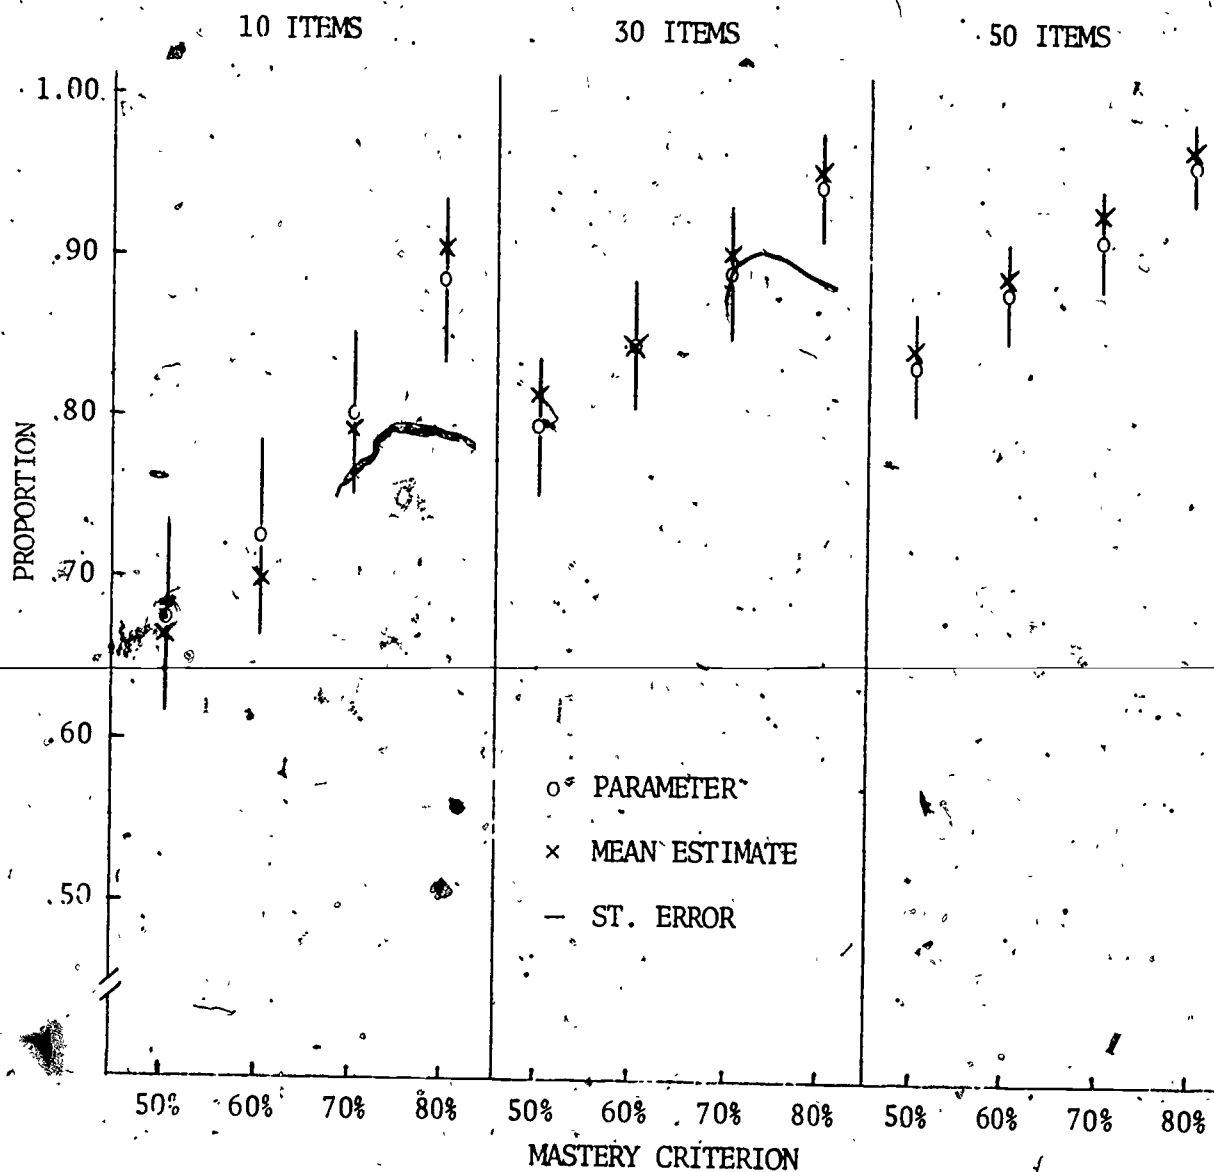 10 ITEMS 30 ITEMS 50 ITEMS
1.00
.90
.80
.70
.60
.50
PROPORTION
o PARAMETER
× MEAN ESTIMATE
— ST. ERROR
50% 60% 70% 80% 50% 60% 70% 80% 50% 60% 70% 80%
MASTERY CRITERION